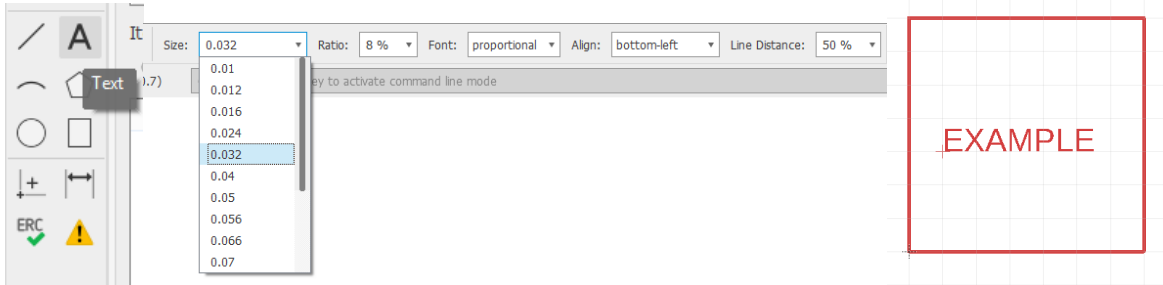 A
Text
ERC
It
Size: 0.032 Ratio: 8 % Font: proportional Align: bottom-left Line Distance: 50 %
0.7) ey to activate command line mode
0.01
0.012
0.016
0.024
0.032
0.04
0.05
0.056
0.066
0.07
EXAMPLE